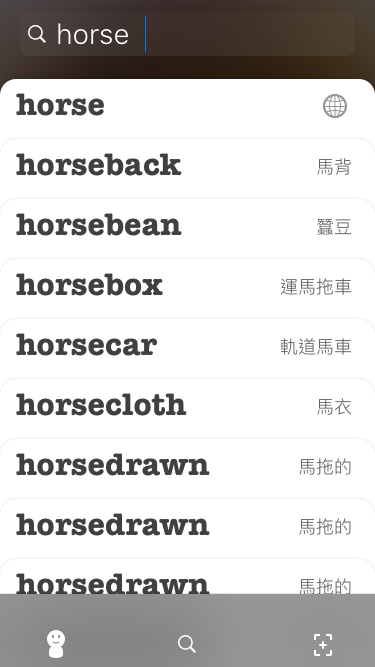 horse
horse
horseback 馬背
horsebean 蠶豆
horsebox 運馬拖車
horsecar 軌道馬車
horsecloth 馬衣
horsedrawn 馬拖的
horsedrawn 馬拖的
horsedrawn 馬拖的